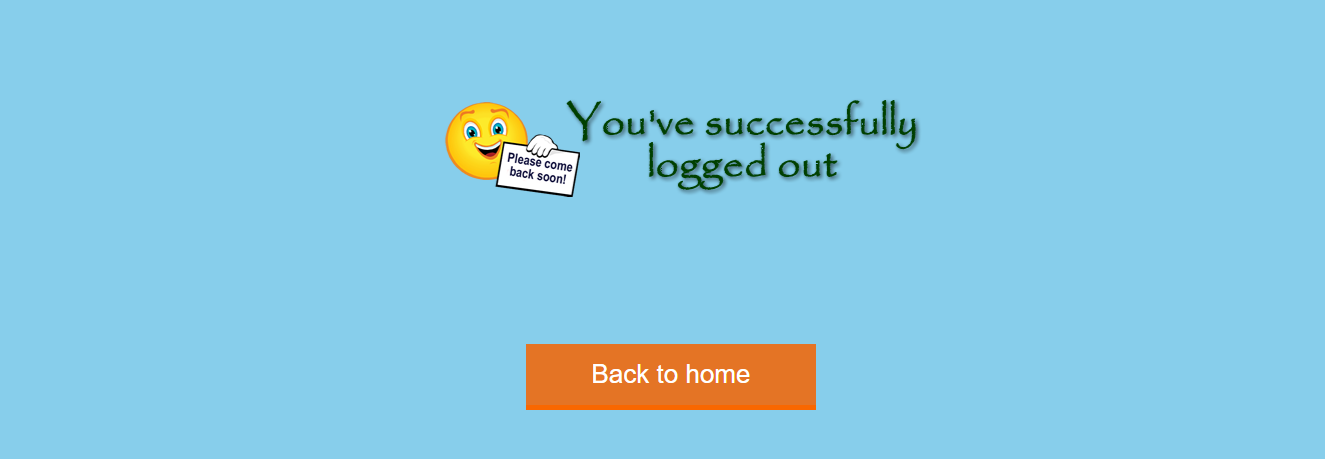 You've successfully
logged out
Please come
back soon!
Back to home